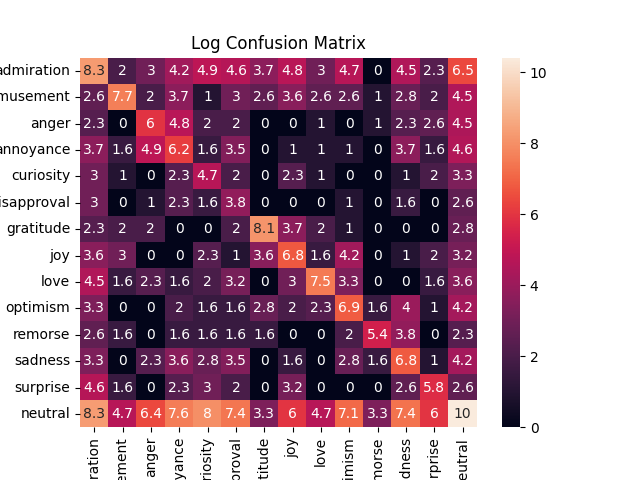 Log Confusion Matrix
admiration 8.3 2 3 4.2 4.9 4.6 3.7 4.8 3 4.7 0 4.5 2.3 6.5
musement 2.6 7.7 2 3.7 1 3 2.6 3.6 2.6 2.6 1 2.8 2 4.5
anger 2.3 0 6 4.8 2 2 0 0 1 0 1 2.3 2.6 4.5
annoyance 3.7 1.6 4.9 6.2 1.6 3.5 0 1 1 1 0 3.7 1.6 4.6
curiosity 3 1 0 2.3 4.7 2 0 2.3 1 0 0 1 2 3.3
isapproval 3 0 1 2.3 1.6 3.8 0 0 0 1 0 1.6 0 2.6
gratitude 2.3 2 2 0 0 2 8.1 3.7 2 1 0 0 0 2.8
joy 3.6 3 0 0 2.3 1 3.6 6.8 1.6 4.2 0 1 2 3.2
love 4.5 1.6 2.3 1.6 2 3.2 0 3 7.5 3.3 0 0 1.6 3.6
optimism 3.3 0 0 2 1.6 1.6 2.8 2 2.3 6.9 1.6 4 1 4.2
remorse 2.6 1.6 0 1.6 1.6 1.6 1.6 0 0 2 5.4 3.8 0 2.3
sadness 3.3 0 2.3 3.6 2.8 3.5 0 1.6 0 2.8 1.6 6.8 1 4.2
surprise 4.6 1.6 0 2.3 3 2 0 3.2 0 0 0 2.6 5.8 2.6
neutral 8.3 4.7 6.4 7.6 8 7.4 3.3 6 4.7 7.1 3.3 7.4 6 10
ration
ement
anger
yance
riosity
proval
titude
joy
love
imism
morse
dness
rprise
eutral
10
8
6
4
2
0